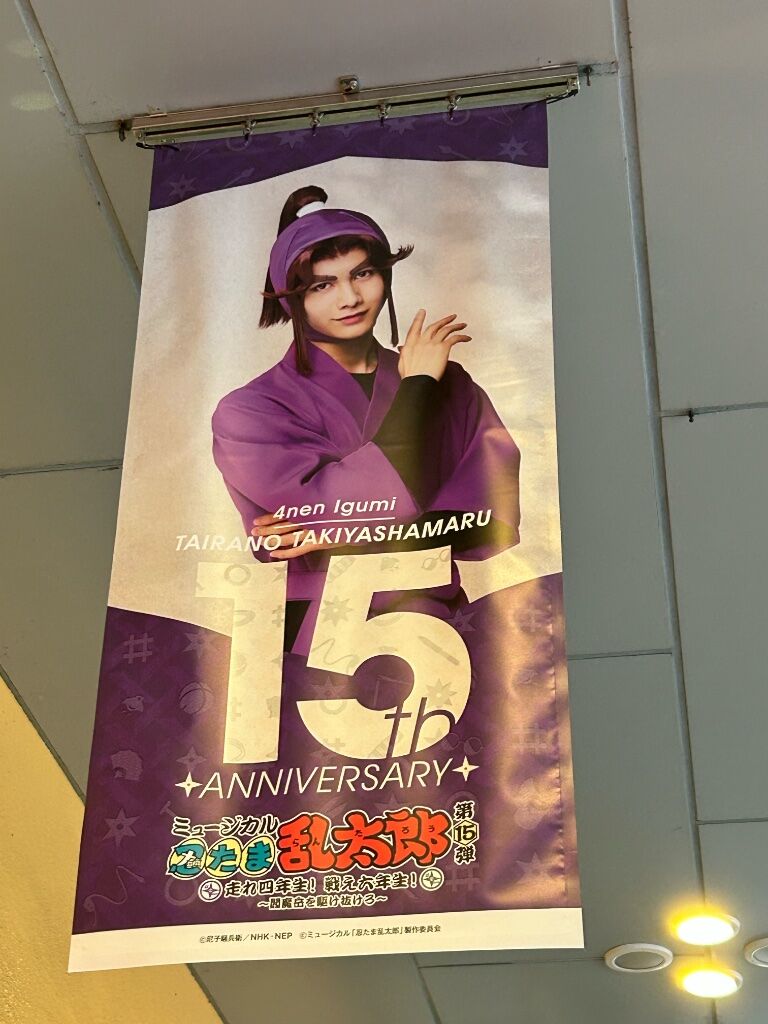 4nen Igumi
TAIRANO TAKIYASHAMARU
15th
ANNIVERSARY
ミュージカル
忍たま乱太郎
第15弾
走れ四年生!戦え六年生!
~閻魔岳を駆け抜けろ~
©尼子騒兵衛/NHK・NEP ©ミュージカル「忍たま乱太郎」製作委員会